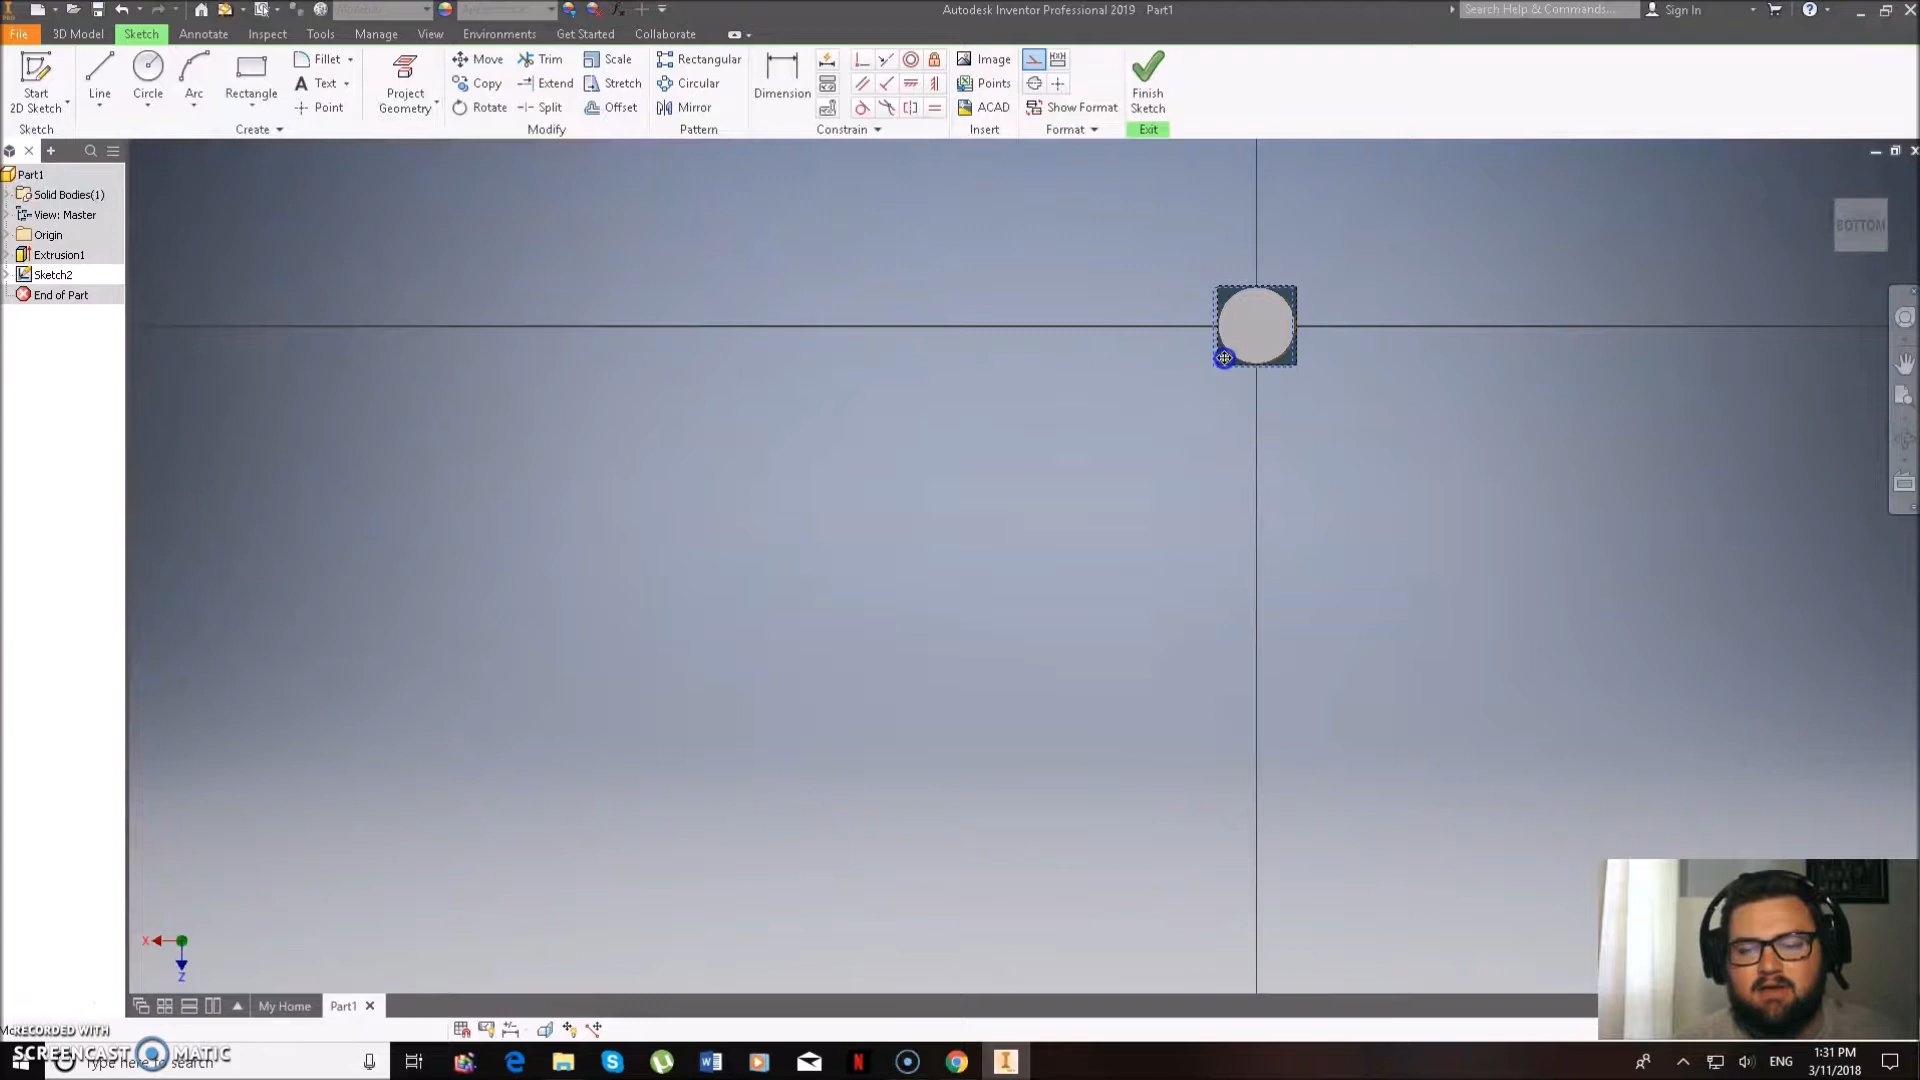 Autodesk Inventor Professional 2019 Part1
Search Help & Commands...
Sign In
File
3D Model
Sketch
Annotate
Inspect
Tools
Manage
View
Environments
Get Started
Collaborate
Start
2D Sketch
Line
Circle
Arc
Rectangle
Fillet
Text
Point
Project
Geometry
Move
Copy
Rotate
Trim
Extend
Split
Scale
Stretch
Offset
Rectangular
Circular
Mirror
Dimension
Image
Points
ACAD
Show Format
Finish
Sketch
Sketch
Create
Modify
Pattern
Constrain
Insert
Format
Exit
Part1
Solid Bodies(1)
View: Master
Origin
Extrusion1
Sketch2
End of Part
BOTTOM
X
Z
My Home
Part1
RECORDED WITH
SCREENCAST MATIC
Type here to search
ENG
1:31 PM
3/11/2018